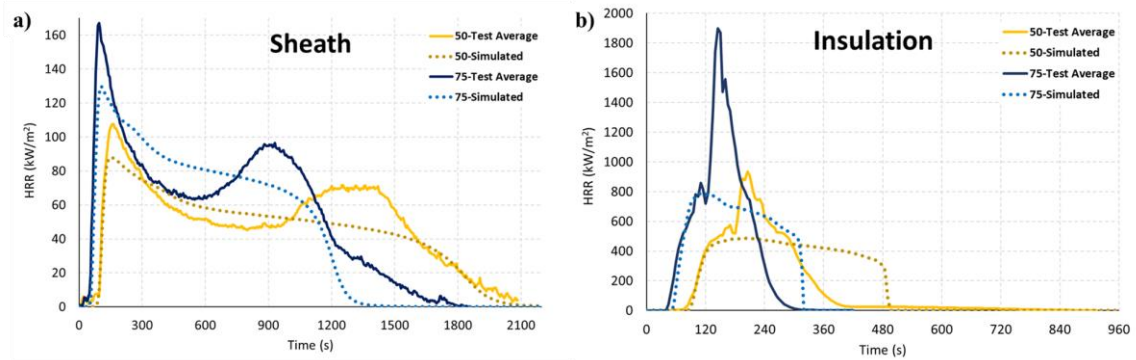 a)
Sheath
HRR (kW/m²)
160
140
120
100
80
60
40
20
0
0 300 600 900 1200 1500 1800 2100
Time (s)
50-Test Average
50-Simulated
75-Test Average
75-Simulated
b)
Insulation
HRR (kW/m²)
2000
1800
1600
1400
1200
1000
800
600
400
200
0
0 120 240 360 480 600 720 840 960
Time (s)
50-Test Average
50-Simulated
75-Test Average
75-Simulated